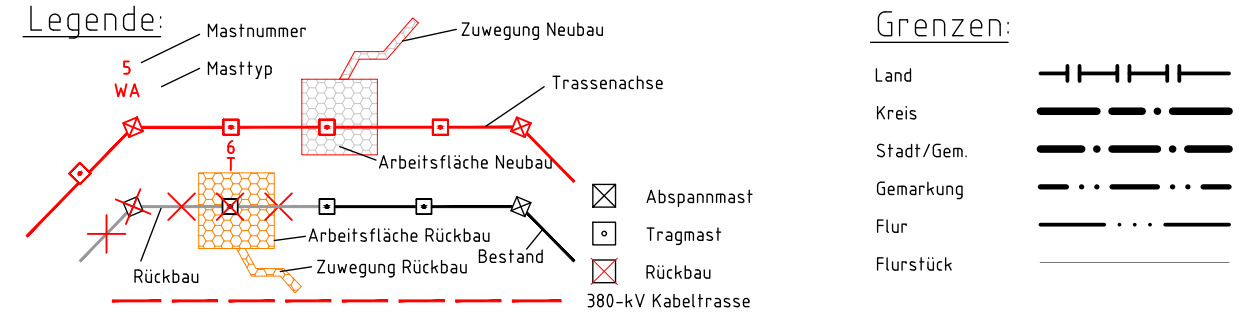 Legende:
Mastnummer
5
Masttyp
WA
Zuwegung Neubau
Trassenachse
6
T
Arbeitsfläche Neubau
Arbeitsfläche Rückbau
Bestand
Rückbau
Zuwegung Rückbau
Abspannmast
Tragmast
Rückbau
380-kV Kabeltrasse
Grenzen:
Land
Kreis
Stadt/Gem.
Gemarkung
Flur
Flurstück